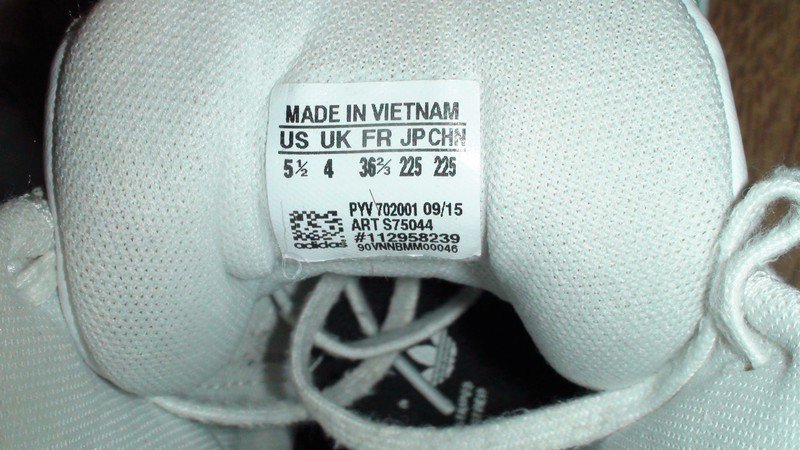 MADE IN VIETNAM
US UK FR JP CHN
5½ 4 36⅔ 225 225
PYV 702001 09/15
ART S75044
#112958239
adidas
90VNNBMM00046